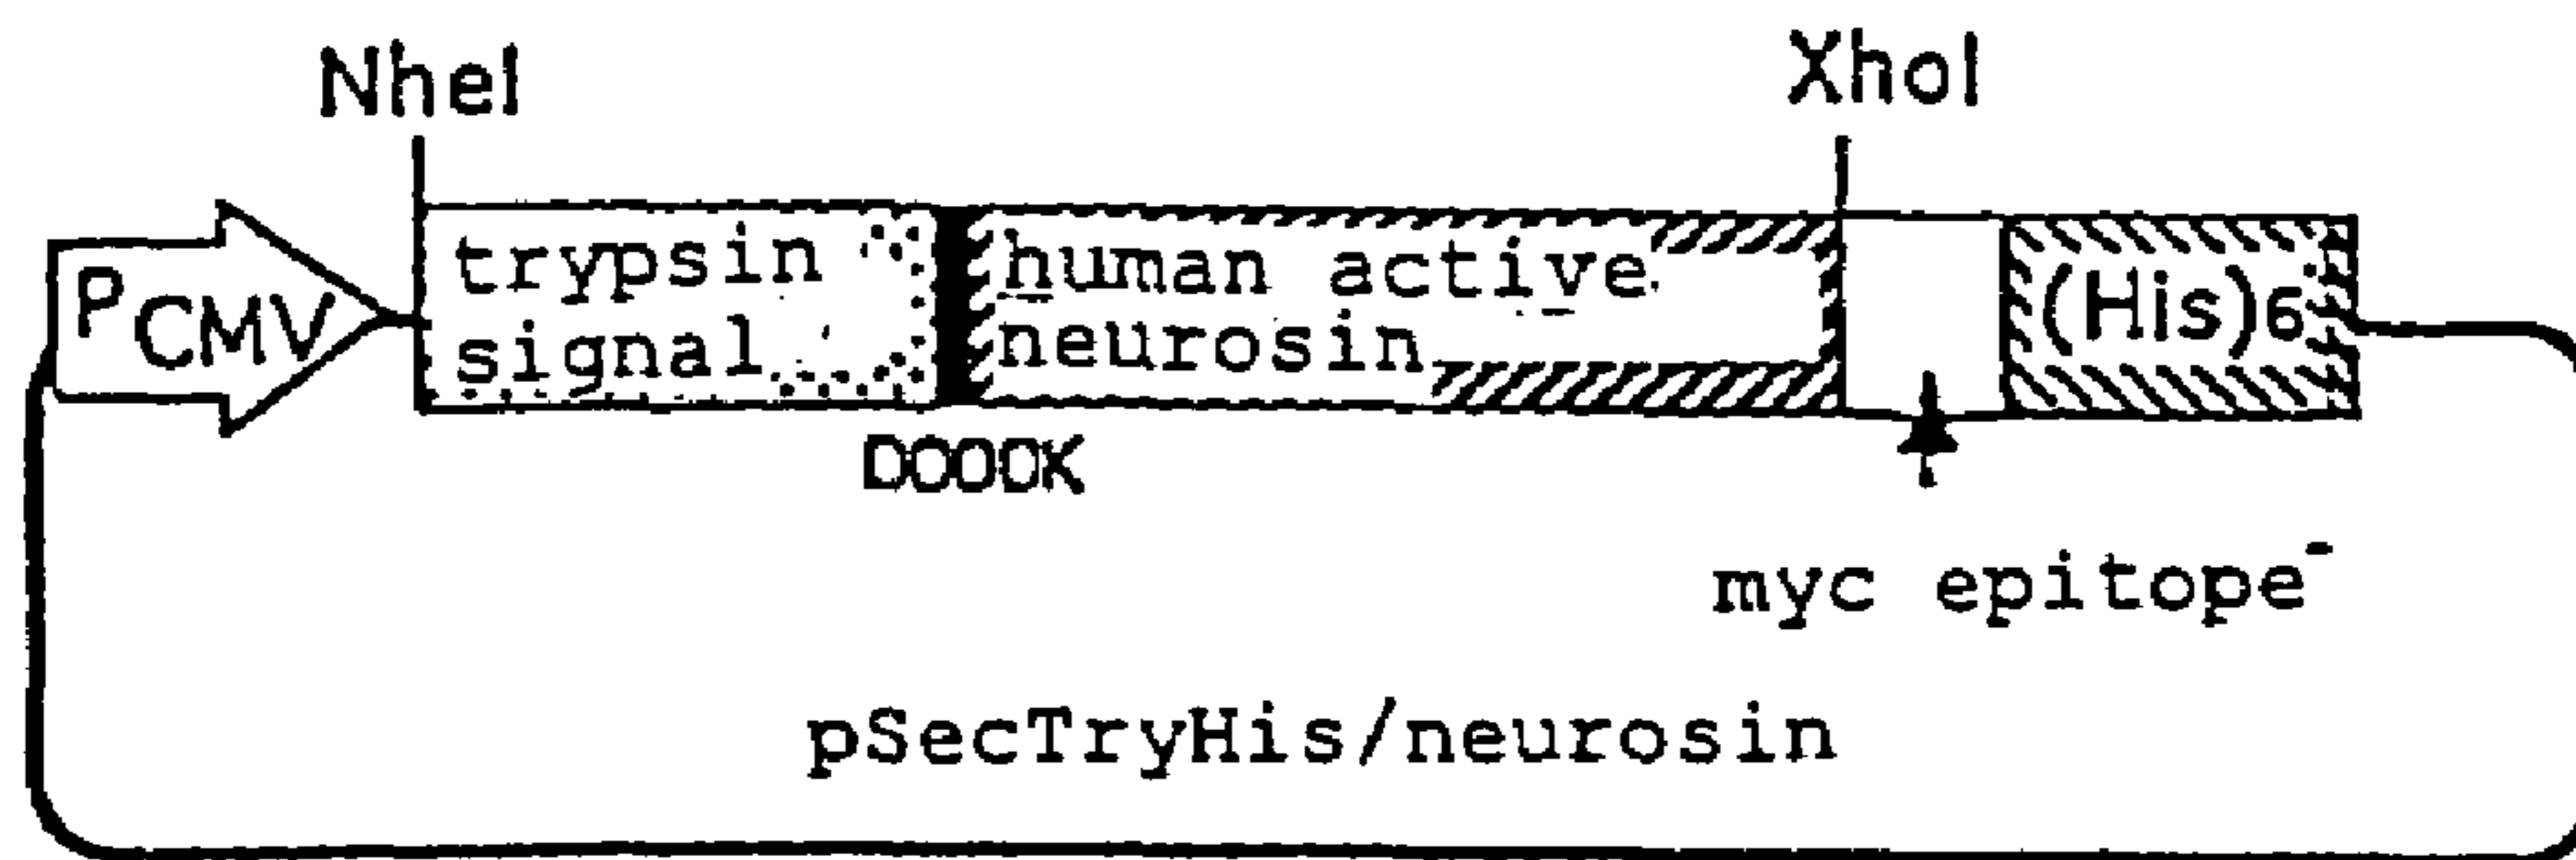 NheI
XhoI
PCMV
trypsin
signal
human active
neurosin
(His)6
DDDDK
myc epitope
pSecTryHis/neurosin